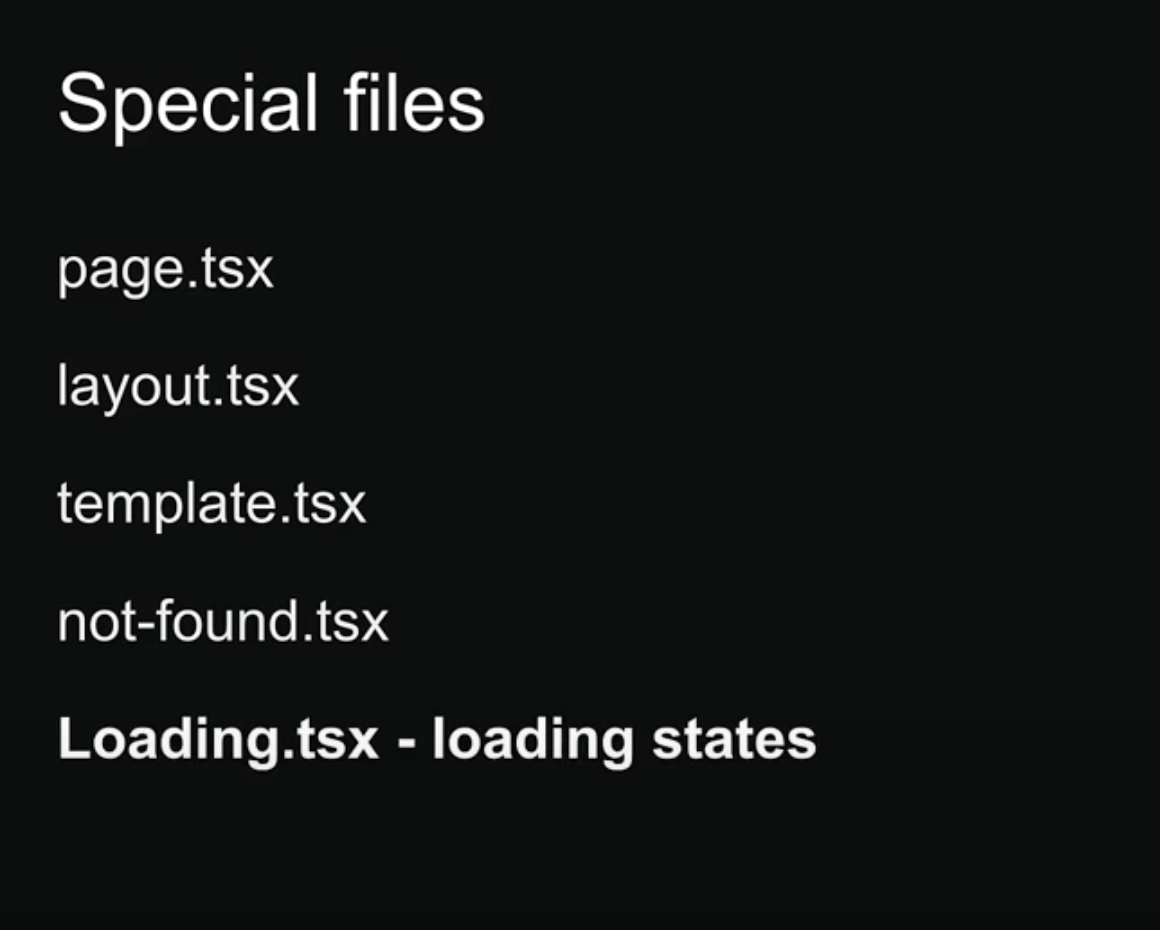 Special files
page.tsx
layout.tsx
template.tsx
not-found.tsx
Loading.tsx - loading states